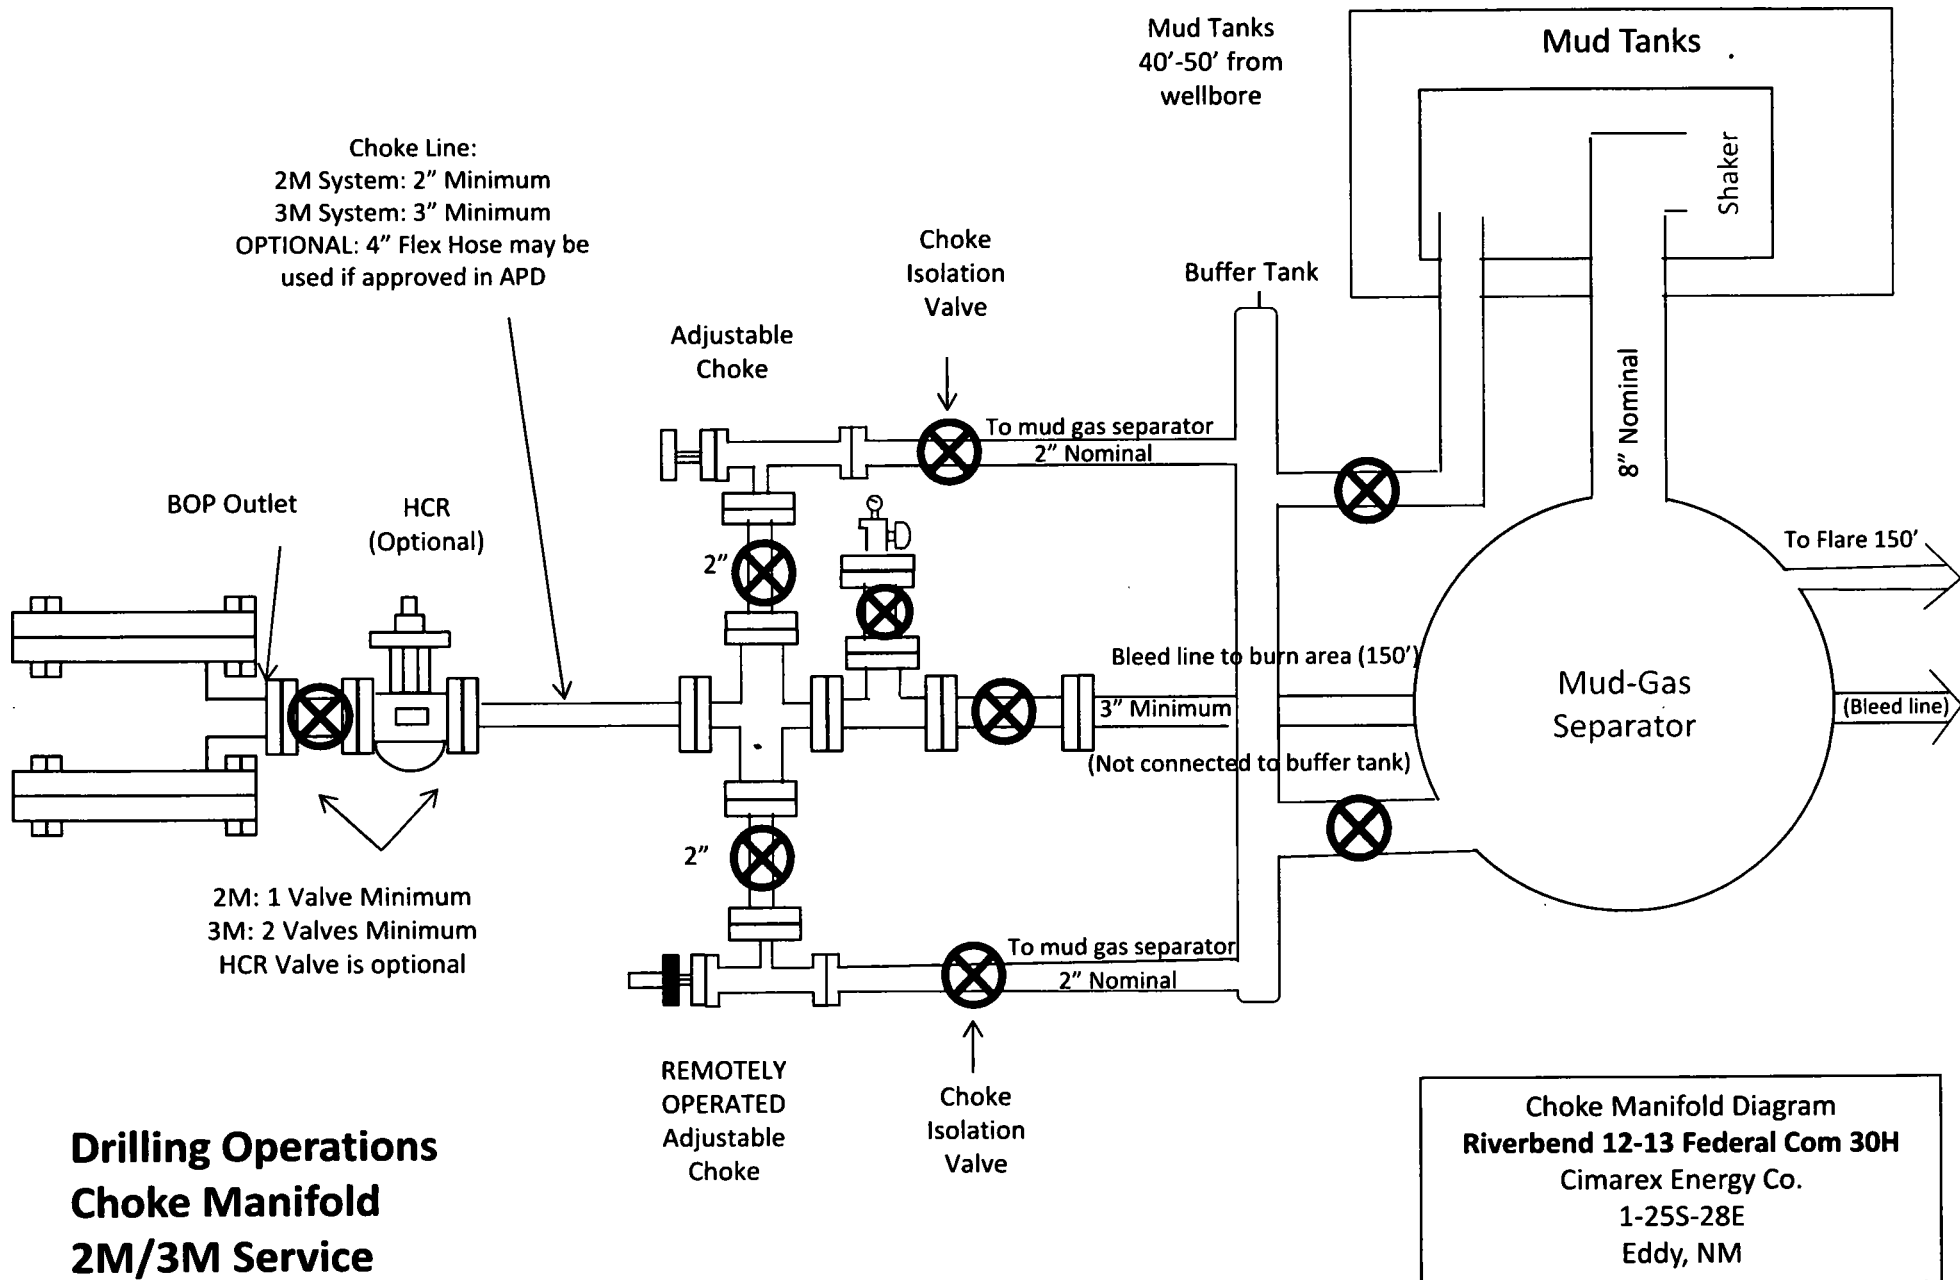 Mud Tanks
40’-50’ from
wellbore
Mud Tanks
Shaker
Choke Line:
2M System: 2” Minimum
3M System: 3” Minimum
OPTIONAL: 4” Flex Hose may be
used if approved in APD
Choke
Isolation
Valve
Buffer Tank
Adjustable
Choke
To mud gas separator
2” Nominal
8” Nominal
BOP Outlet
HCR
(Optional)
2”
To Flare 150’
Bleed line to burn area (150’)
3” Minimum
(Not connected to buffer tank)
Mud-Gas
Separator
(Bleed line)
2”
2M: 1 Valve Minimum
3M: 2 Valves Minimum
HCR Valve is optional
To mud gas separator
2” Nominal
REMOTELY
OPERATED
Adjustable
Choke
Choke
Isolation
Valve
Drilling Operations
Choke Manifold
2M/3M Service
Choke Manifold Diagram
Riverbend 12-13 Federal Com 30H
Cimarex Energy Co.
1-25S-28E
Eddy, NM